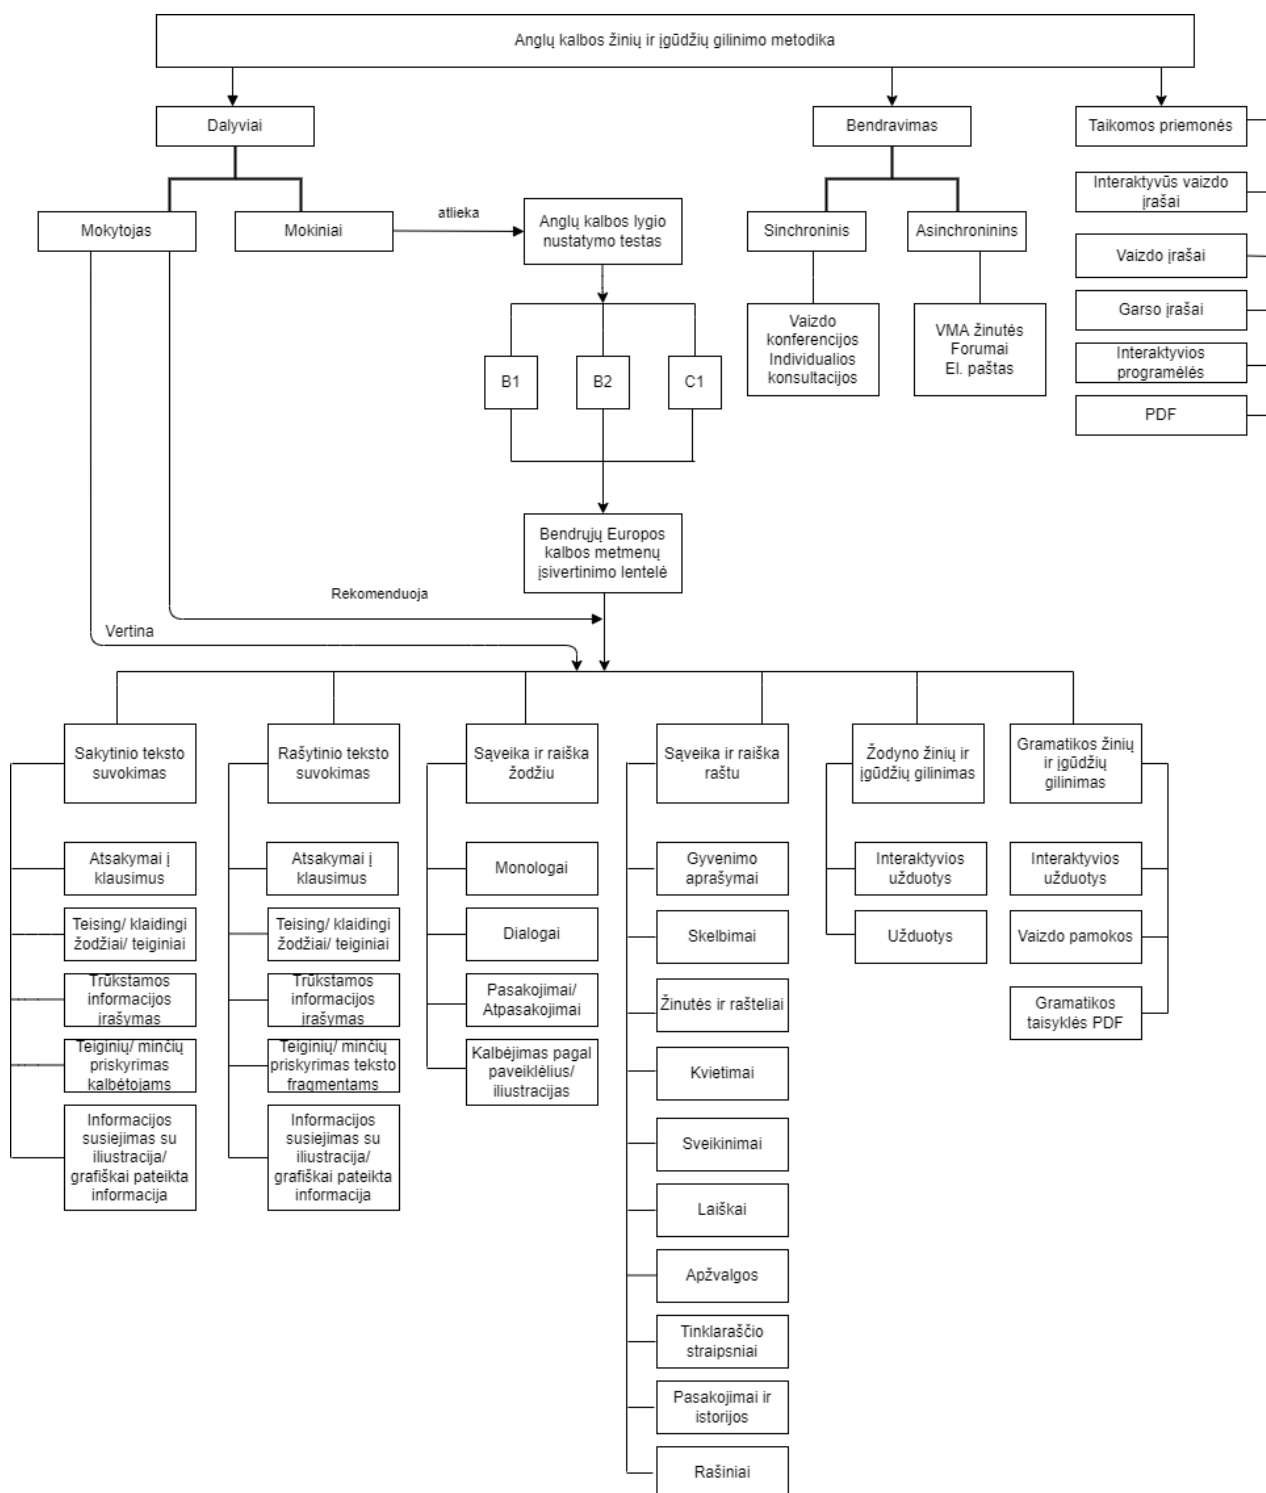 Anglų kalbos žinių ir įgūdžių gilinimo metodika
Dalyviai
Bendravimas
Taikomos priemonės
Mokytojas
Mokiniai
atlieka
Anglų kalbos lygio
nustatymo testas
Sinchroninis
Asinchroninins
Interaktyvūs vaizdo
įrašai
Vaizdo įrašai
Garso įrašai
Interaktyvios
programėlės
PDF
Vaizdo
konferencijos
Individualios
konsultacijos
VMA žinutės
Forumai
El. paštas
B1
B2
C1
Bendrųjų Europos
kalbos metmenų
įsivertinimo lentelė
Rekomenduoja
Vertina
Sakytinio teksto
suvokimas
Atsakymai į
klausimus
Teising/ klaidingi
žodžiai/ teiginiai
Trūkstamos
informacijos
įrašymas
Teiginių/ minčių
priskyrimas
kalbėtojams
Informacijos
susiejimas su
iliustracija/
grafiškai pateikta
informacija
Rašytinio teksto
suvokimas
Atsakymai į
klausimus
Teising/ klaidingi
žodžiai/ teiginiai
Trūkstamos
informacijos
įrašymas
Teiginių/ minčių
priskyrimas teksto
fragmentams
Informacijos
susiejimas su
iliustracija/
grafiškai pateikta
informacija
Sąveika ir raiška
žodžiu
Monologai
Dialogai
Pasakojimai/
Atpasakojimai
Kalbėjimas pagal
paveiklėlius/
iliustracijas
Sąveika ir raiška
raštu
Gyvenimo
aprašymai
Skelbimai
Žinutės ir rašteliai
Kvietimai
Sveikinimai
Laiškai
Apžvalgos
Tinklaraščio
straipsniai
Pasakojimai ir
istorijos
Rašiniai
Žodyno žinių ir
įgūdžių gilinimas
Interaktyvios
užduotys
Užduotys
Gramatikos žinių
ir įgūdžių
gilinimas
Interaktyvios
užduotys
Vaizdo pamokos
Gramatikos
taisyklės PDF